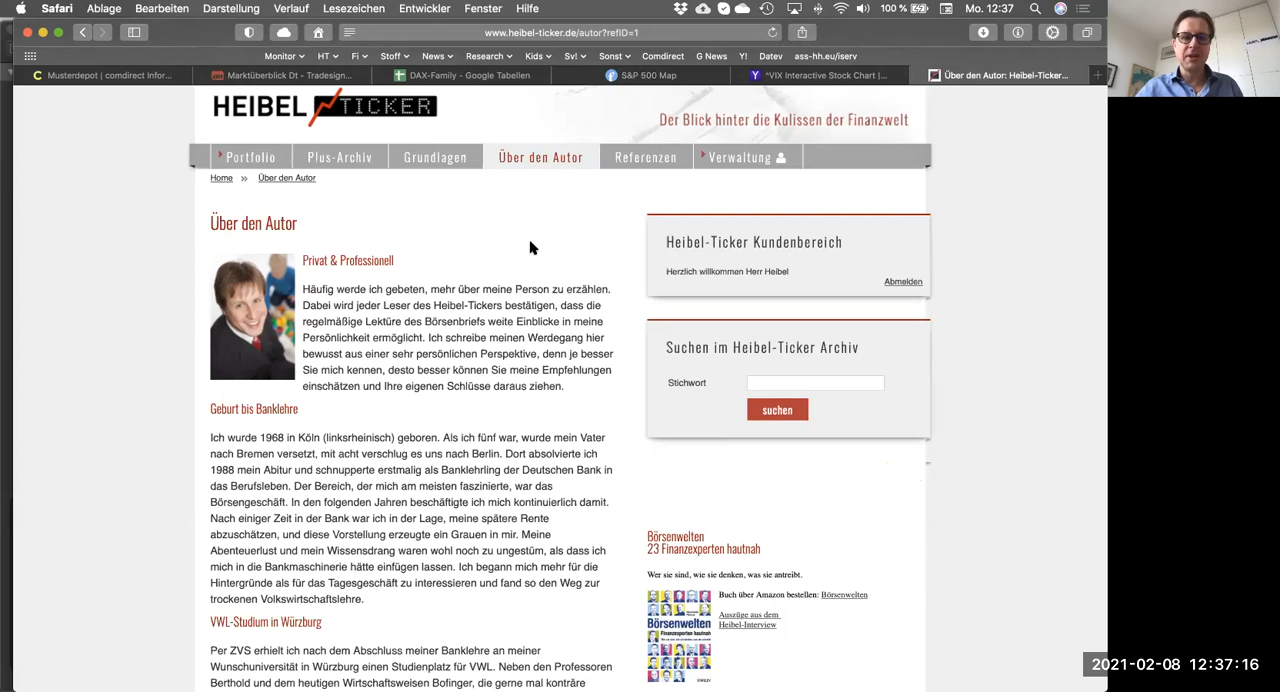 Safari Ablage Bearbeiten Darstellung Verlauf Lesezeichen Entwickler Fenster Hilfe 100 % Mo. 12:37
www.heibel-ticker.de/autor?refID=1
Monitor HT Fi Stoff News Research Kids Sv! Sonst Comdirect G News Y! Datev ass-hh.eu/iserv
Musterdepot | comdirect Infor... Marktüberblick Dt - Tradesign... DAX-Family - Google Tabellen S&P 500 Map ^VIX Interactive Stock Chart |... Über den Autor: Heibel-Ticker...
HEIBEL TICKER
Der Blick hinter die Kulissen der Finanzwelt
Portfolio Plus-Archiv Grundlagen Über den Autor Referenzen Verwaltung
Home » Über den Autor
Über den Autor
Privat & Professionell
Häufig werde ich gebeten, mehr über meine Person zu erzählen.
Dabei wird jeder Leser des Heibel-Tickers bestätigen, dass die
regelmäßige Lektüre des Börsenbriefs weite Einblicke in meine
Persönlichkeit ermöglicht. Ich schreibe meinen Werdegang hier
bewusst aus einer sehr persönlichen Perspektive, denn je besser
Sie mich kennen, desto besser können Sie meine Empfehlungen
einschätzen und Ihre eigenen Schlüsse daraus ziehen.
Geburt bis Banklehre
Ich wurde 1968 in Köln (linksrheinisch) geboren. Als ich fünf war, wurde mein Vater
nach Bremen versetzt, mit acht verschlug es uns nach Berlin. Dort absolvierte ich
1988 mein Abitur und schnupperte erstmalig als Banklehrling der Deutschen Bank in
das Berufsleben. Der Bereich, der mich am meisten faszinierte, war das
Börsengeschäft. In den folgenden Jahren beschäftigte ich mich kontinuierlich damit.
Nach einiger Zeit in der Bank war ich in der Lage, meine spätere Rente
abzuschätzen, und diese Vorstellung erzeugte ein Grauen in mir. Meine
Abenteuerlust und mein Wissensdrang waren wohl noch zu ungestüm, als dass ich
mich in die Bankmaschinerie hätte einfügen lassen. Ich begann mich mehr für die
Hintergründe als für das Tagesgeschäft zu interessieren und fand so den Weg zur
trockenen Volkswirtschaftslehre.
VWL-Studium in Würzburg
Per ZVS erhielt ich nach dem Abschluss meiner Banklehre an meiner
Wunschuniversität in Würzburg einen Studienplatz für VWL. Neben den Professoren
Berthold und dem heutigen Wirtschaftsweisen Bofinger, die gerne mal konträre
Heibel-Ticker Kundenbereich
Herzlich willkommen Herr Heibel
Abmelden
Suchen im Heibel-Ticker Archiv
Stichwort
suchen
Börsenwelten
23 Finanzexperten hautnah
Wer sie sind, wie sie denken, was sie antreibt.
Buch über Amazon bestellen: Börsenwelten
Auszüge aus dem
Heibel-Interview
Börsenwelten
Finanzexperten hautnah
2021-02-08 12:37:16